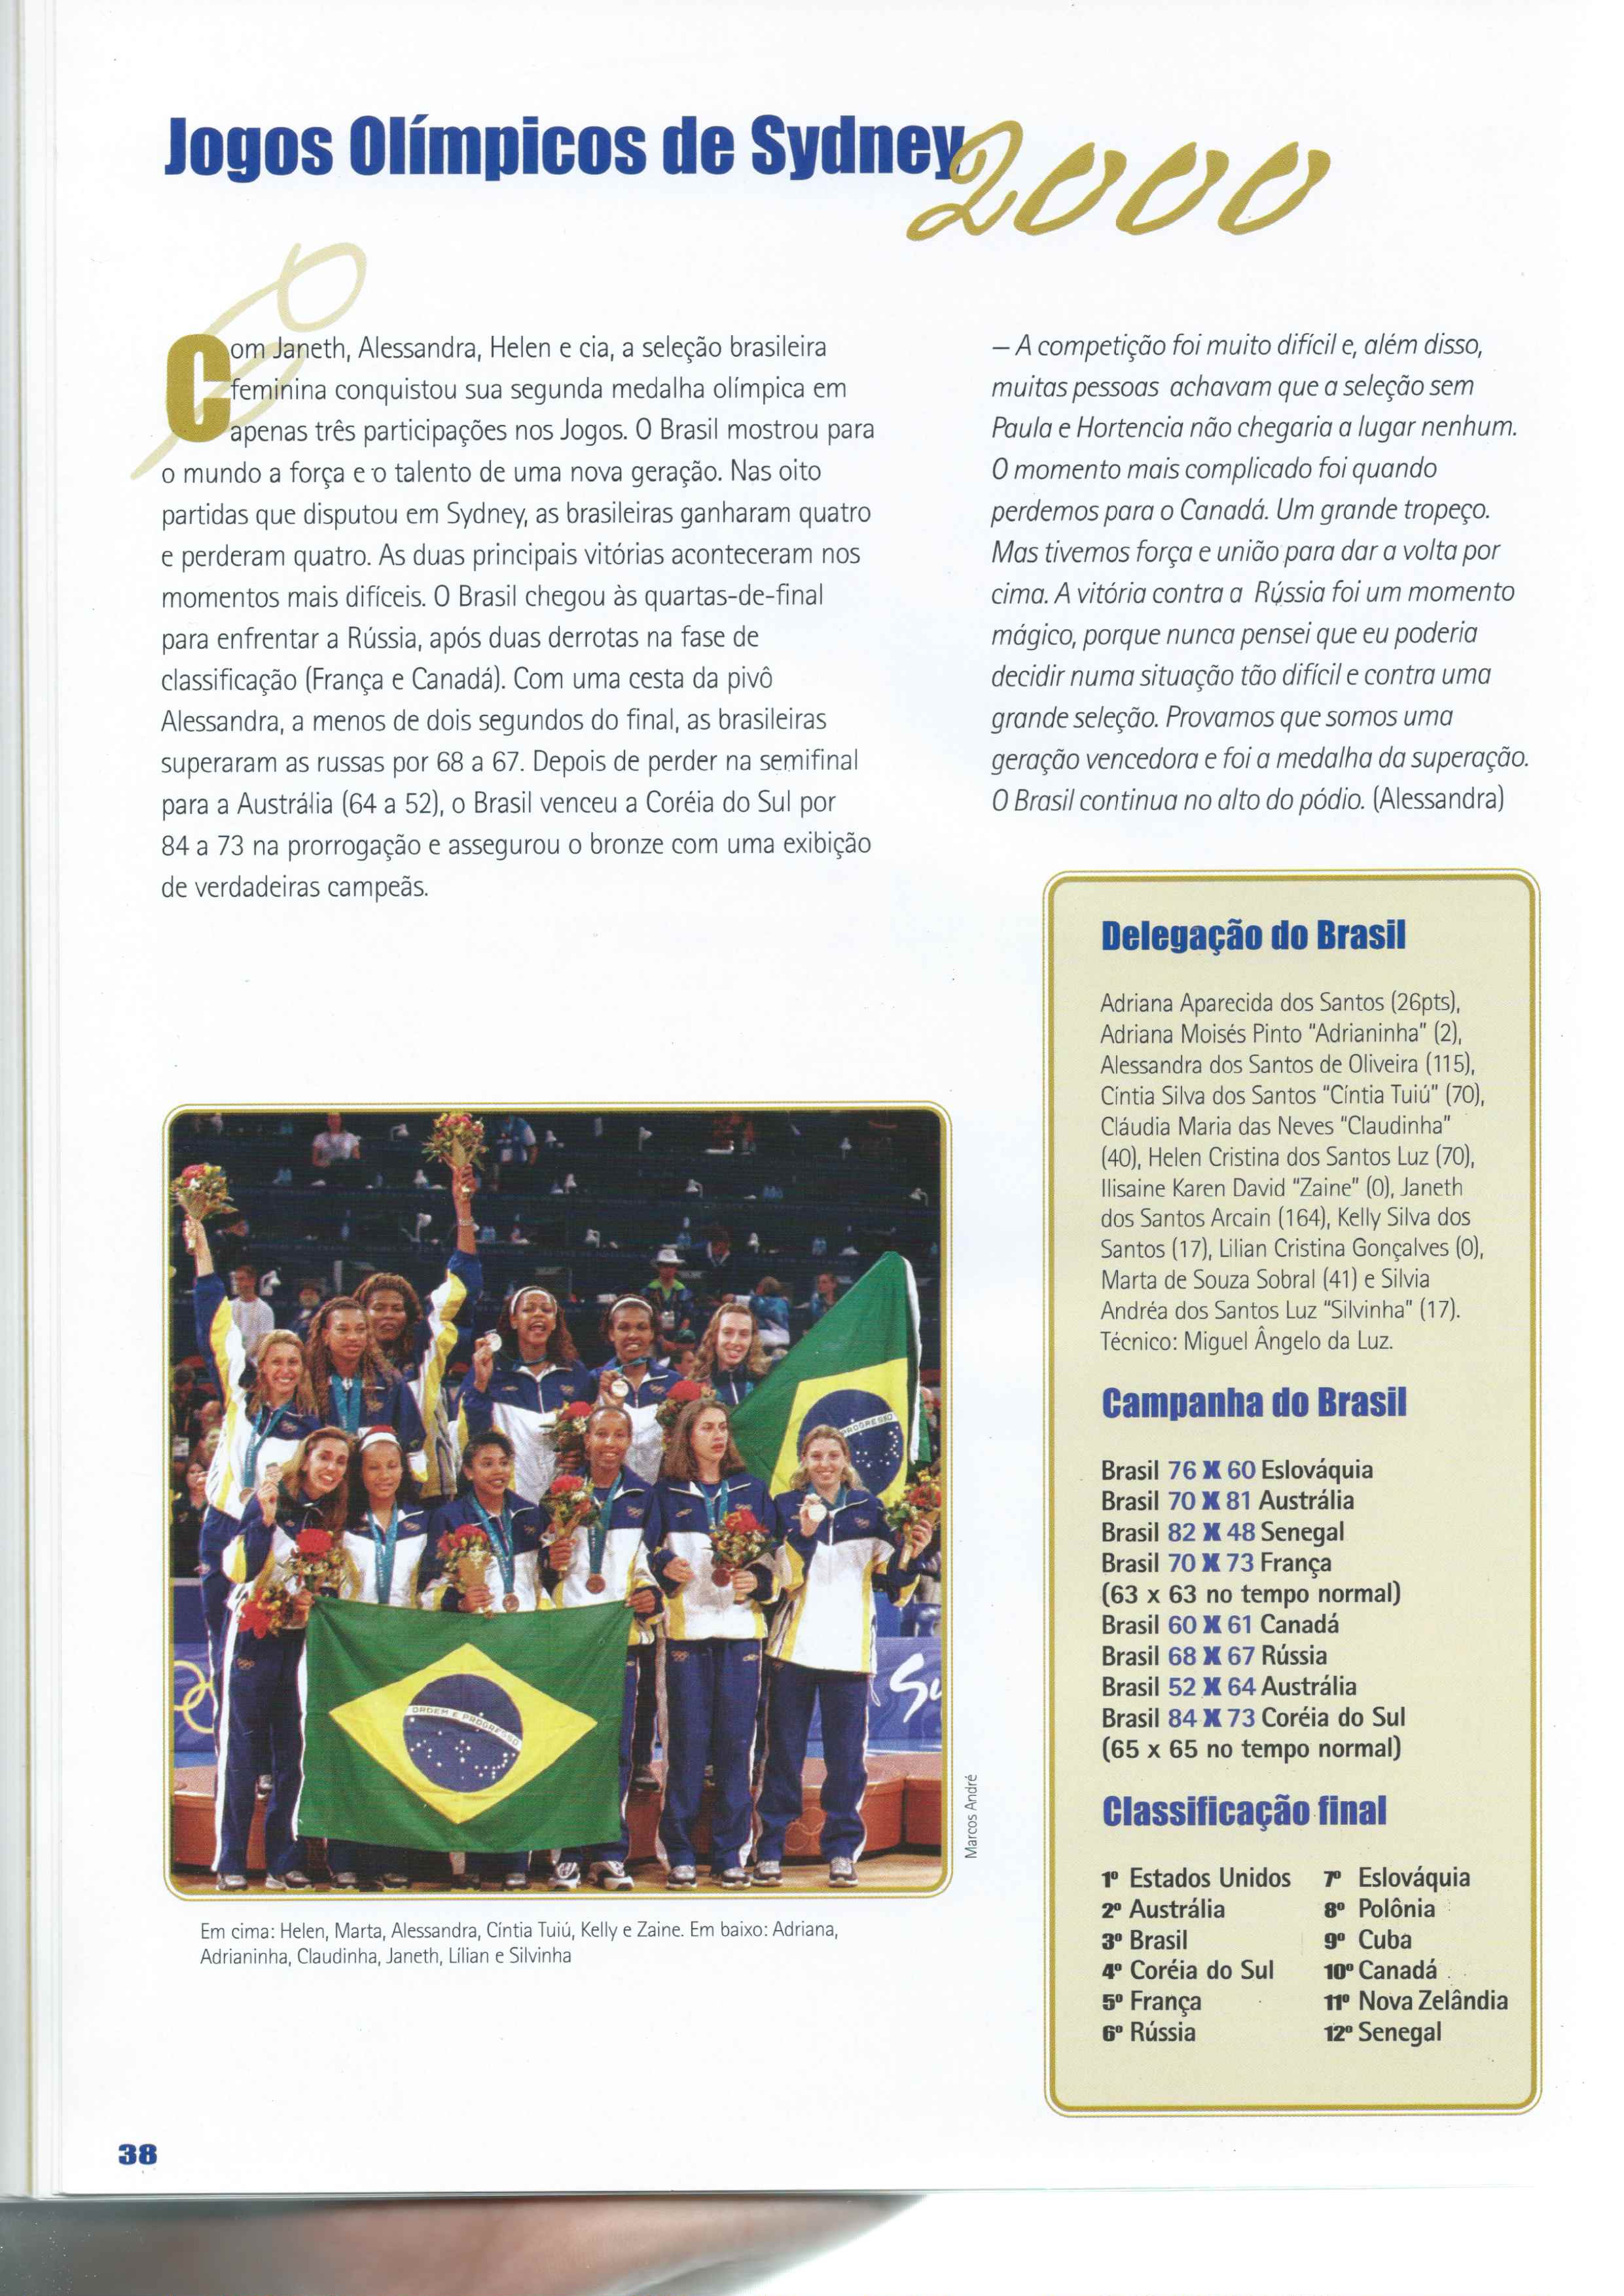 Jogos Olímpicos de Sydney 2000
Com Janeth, Alessandra, Helen e cia, a seleção brasileira
feminina conquistou sua segunda medalha olímpica em
apenas três participações nos Jogos. O Brasil mostrou para
o mundo a força e o talento de uma nova geração. Nas oito
partidas que disputou em Sydney, as brasileiras ganharam quatro
e perderam quatro. As duas principais vitórias aconteceram nos
momentos mais difíceis. O Brasil chegou às quartas-de-final
para enfrentar a Rússia, após duas derrotas na fase de
classificação (França e Canadá). Com uma cesta da pivô
Alessandra, a menos de dois segundos do final, as brasileiras
superaram as russas por 68 a 67. Depois de perder na semifinal
para a Austrália (64 a 52), o Brasil venceu a Coréia do Sul por
84 a 73 na prorrogação e assegurou o bronze com uma exibição
de verdadeiras campeãs.
– A competição foi muito difícil e, além disso,
muitas pessoas achavam que a seleção sem
Paula e Hortencia não chegaria a lugar nenhum.
O momento mais complicado foi quando
perdemos para o Canadá. Um grande tropeço.
Mas tivemos força e união para dar a volta por
cima. A vitória contra a Rússia foi um momento
mágico, porque nunca pensei que eu poderia
decidir numa situação tão difícil e contra uma
grande seleção. Provamos que somos uma
geração vencedora e foi a medalha da superação.
O Brasil continua no alto do pódio. (Alessandra)
PROGRESSO
ORDEM E PROGRESSO
Marcos André
Em cima: Helen, Marta, Alessandra, Cíntia Tuiú, Kelly e Zaine. Em baixo: Adriana,
Adrianinha, Claudinha, Janeth, Lílian e Silvinha
Delegação do Brasil
Adriana Aparecida dos Santos (26pts),
Adriana Moisés Pinto "Adrianinha" (2),
Alessandra dos Santos de Oliveira (115),
Cíntia Silva dos Santos "Cíntia Tuiú" (70),
Cláudia Maria das Neves "Claudinha"
(40), Helen Cristina dos Santos Luz (70),
Ilisaine Karen David "Zaine" (0), Janeth
dos Santos Arcain (164), Kelly Silva dos
Santos (17), Lilian Cristina Gonçalves (0),
Marta de Souza Sobral (41) e Silvia
Andréa dos Santos Luz "Silvinha" (17).
Técnico: Miguel Ângelo da Luz.
Campanha do Brasil
Brasil 76 X 60 Eslováquia
Brasil 70 X 81 Austrália
Brasil 82 X 48 Senegal
Brasil 70 X 73 França
(63 x 63 no tempo normal)
Brasil 60 X 61 Canadá
Brasil 68 X 67 Rússia
Brasil 52 X 64 Austrália
Brasil 84 X 73 Coréia do Sul
(65 x 65 no tempo normal)
Classificação final
1º Estados Unidos
2º Austrália
3º Brasil
4º Coréia do Sul
5º França
6º Rússia
7º Eslováquia
8º Polônia
9º Cuba
10º Canadá
11º Nova Zelândia
12º Senegal
38